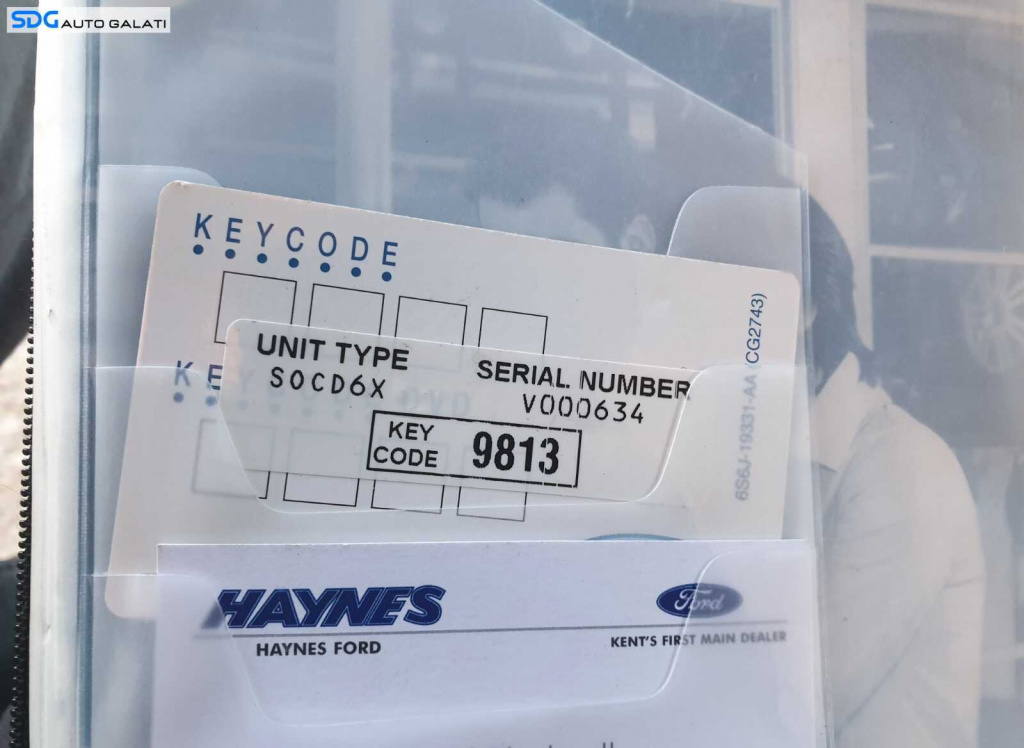 SDG AUTO GALATI
KEYCODE
UNIT TYPE SERIAL NUMBER
S0CD6X V000634
KE
KEY CODE 9813
6S6J-19331-AA (CG2743)
HAYNES
Ford
HAYNES FORD
KENT'S FIRST MAIN DEALER